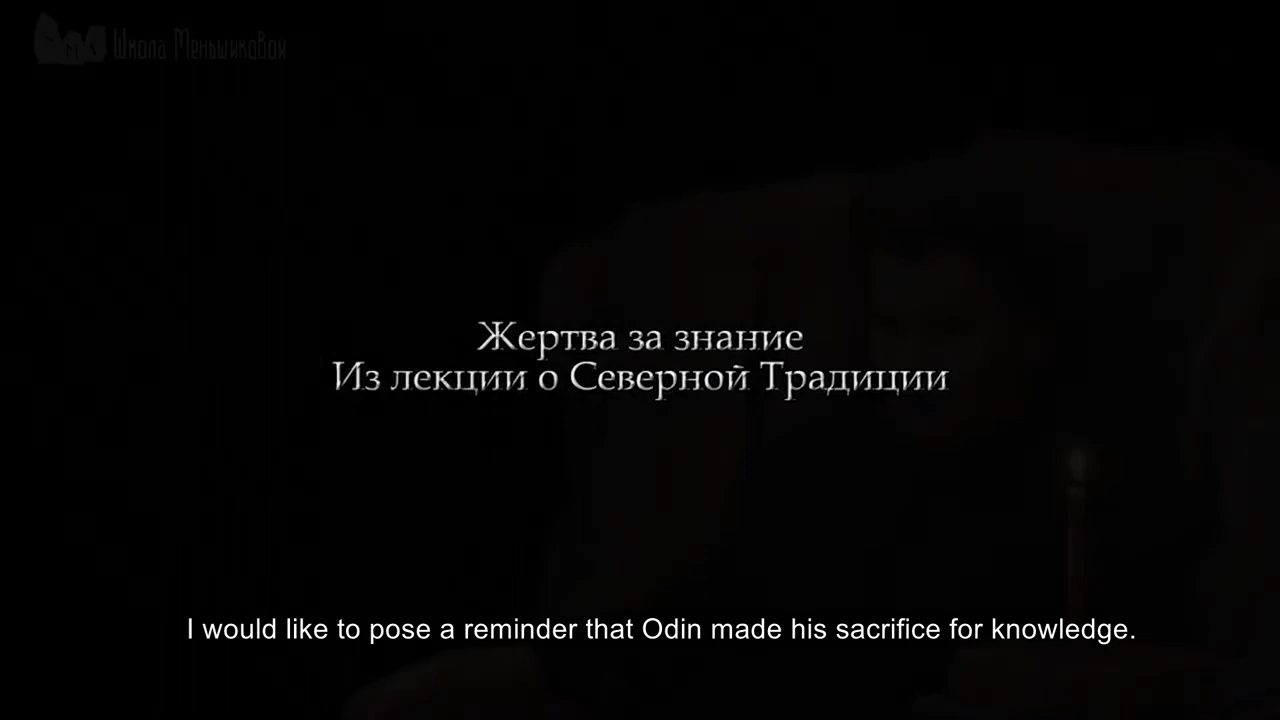 Школа Меньшиковой
Жертва за знание
Из лекции о Северной Традиции
I would like to pose a reminder that Odin made his sacrifice for knowledge.